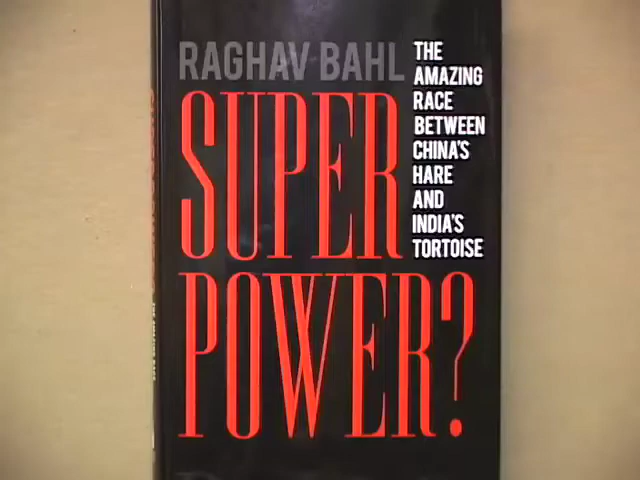 RAGHAV BAHL
SUPER
POWER?
THE
AMAZING
RACE
BETWEEN
CHINA'S
HARE
AND
INDIA'S
TORTOISE